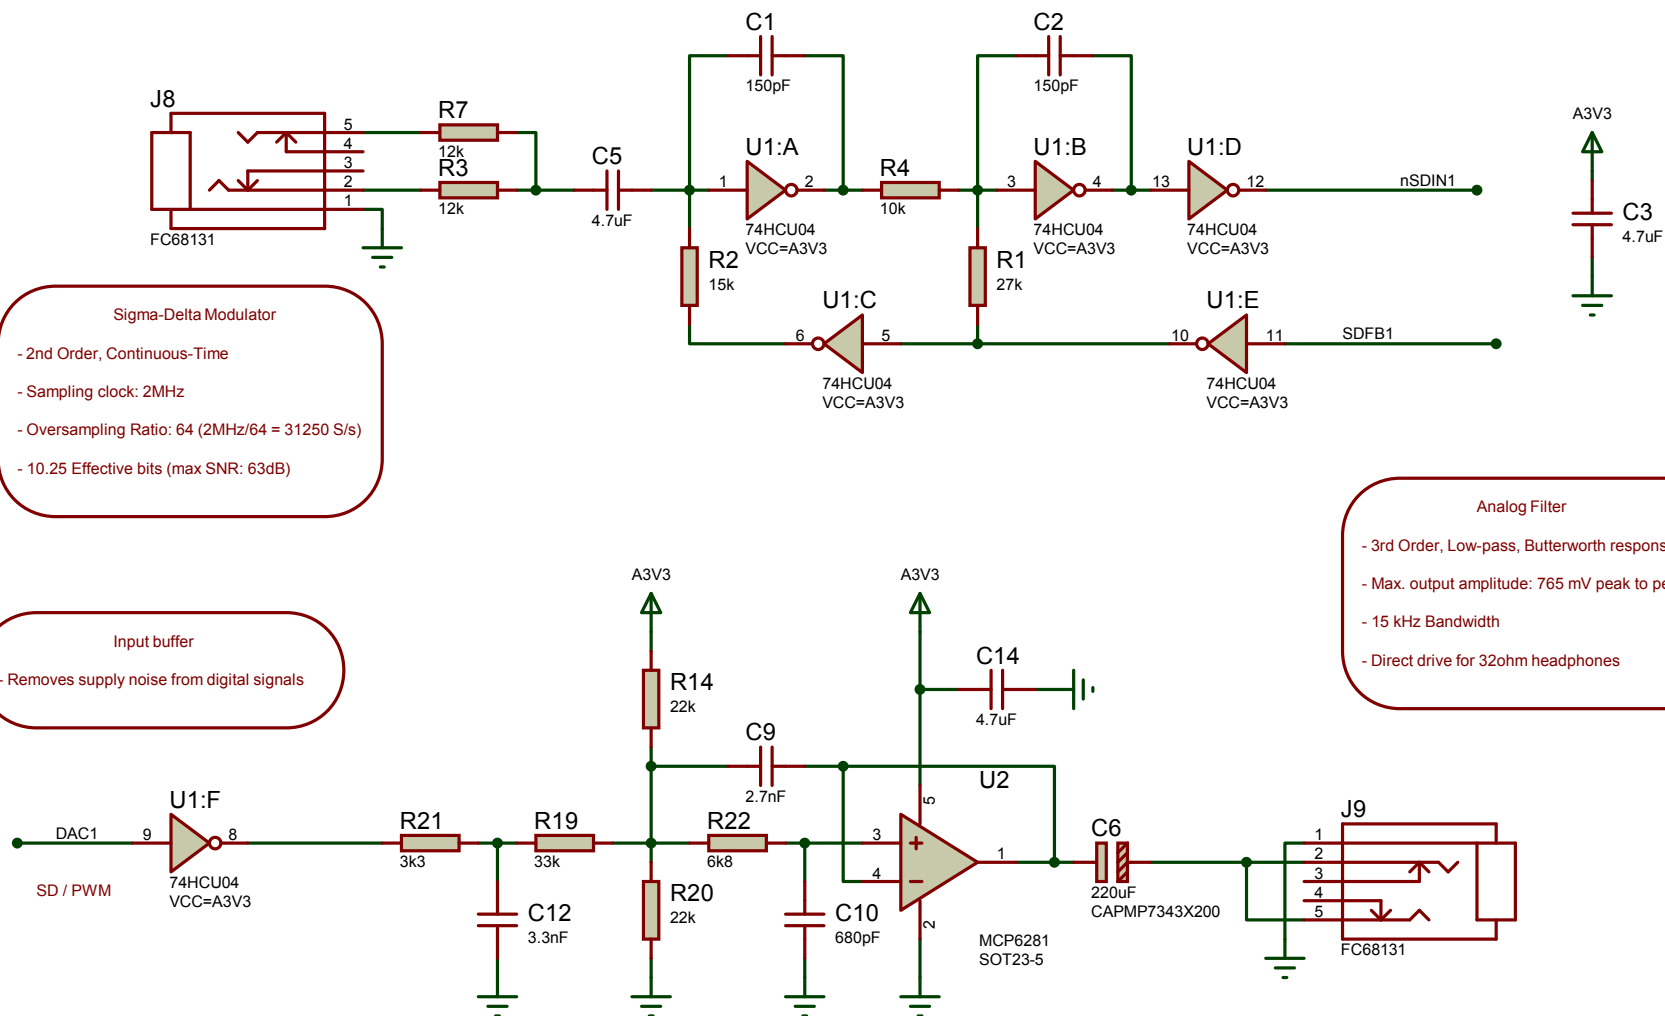 C1
150pF
C2
150pF
J8
5
4
3
2
1
FC68131
R7
12k
R3
12k
C5
4.7uF
U1:A
1
2
74HCU04
VCC=A3V3
R4
10k
U1:B
3
4
74HCU04
VCC=A3V3
U1:D
13
12
74HCU04
VCC=A3V3
nSDIN1
A3V3
C3
4.7uF
R2
15k
R1
27k
U1:C
6
5
74HCU04
VCC=A3V3
U1:E
10
11
74HCU04
VCC=A3V3
SDFB1
Sigma-Delta Modulator
- 2nd Order, Continuous-Time
- Sampling clock: 2MHz
- Oversampling Ratio: 64 (2MHz/64 = 31250 S/s)
- 10.25 Effective bits (max SNR: 63dB)
Analog Filter
- 3rd Order, Low-pass, Butterworth respons
- Max. output amplitude: 765 mV peak to pe
- 15 kHz Bandwidth
- Direct drive for 32ohm headphones
Input buffer
- Removes supply noise from digital signals
A3V3
R14
22k
A3V3
C14
4.7uF
C9
2.7nF
U2
DAC1
9
U1:F
8
74HCU04
VCC=A3V3
SD / PWM
R21
3k3
R19
33k
R22
6k8
C12
3.3nF
R20
22k
C10
680pF
3
4
5
1
2
MCP6281
SOT23-5
C6
220uF
CAPMP7343X200
J9
1
2
3
4
5
FC68131